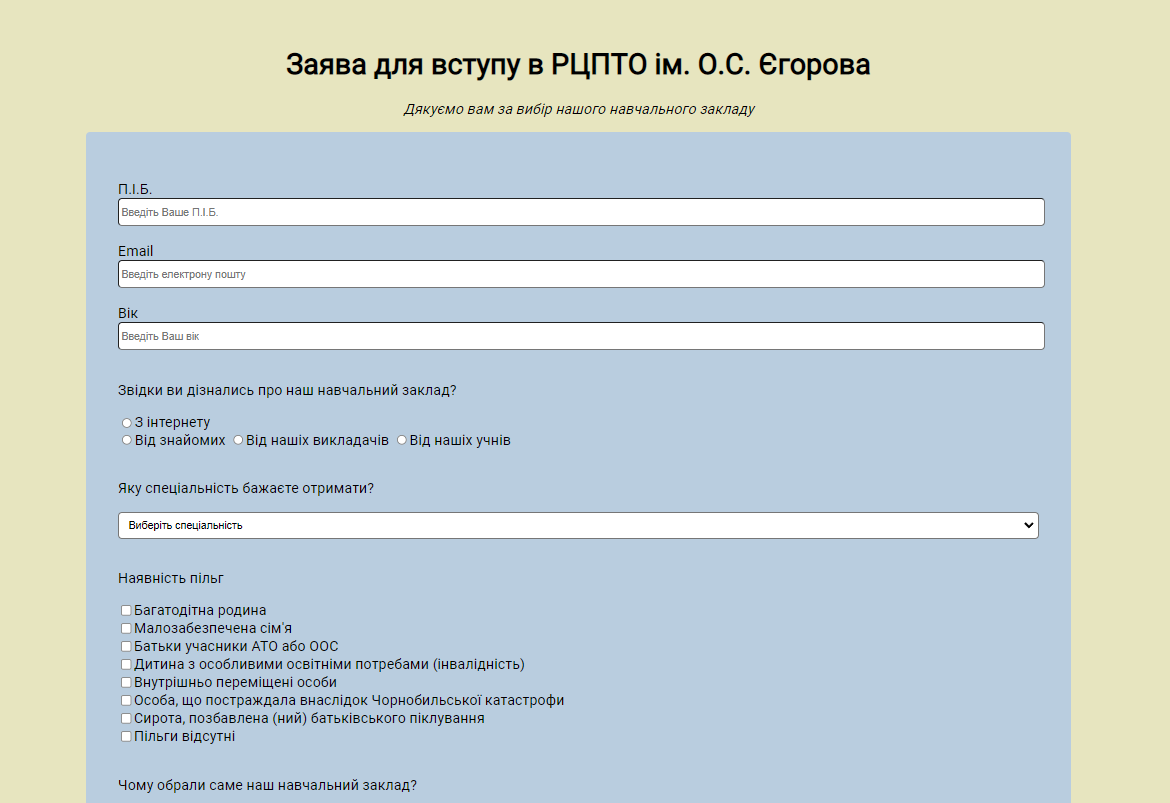 Заява для вступу в РЦПТО ім. О.С. Єгорова
Дякуємо вам за вибір нашого навчального закладу
П.І.Б.
Введіть Ваше П.І.Б.
Email
Введіть електрону пошту
Вік
Введіть Ваш вік
Звідки ви дізнались про наш навчальний заклад?
З інтернету
Від знайомих Від нашіх викладачів Від нашіх учнів
Яку спеціальність бажаєте отримати?
Виберіть спеціальність
Наявність пільг
Багатодітна родина
Малозабезпечена сім'я
Батьки учасники АТО або ООС
Дитина з особливими освітніми потребами (інвалідність)
Внутрішньо переміщені особи
Особа, що постраждала внаслідок Чорнобильської катастрофи
Сирота, позбавлена (ний) батьківського піклування
Пільги відсутні
Чому обрали саме наш навчальний заклад?